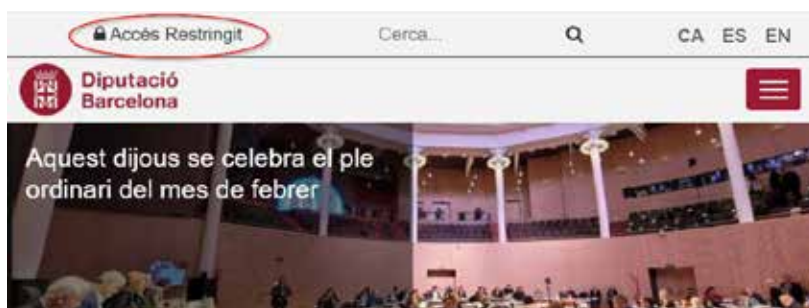 Accés Restringit
Cerca...
CA ES EN
Diputació
Barcelona
Aquest dijous se celebra el ple
ordinari del mes de febrer